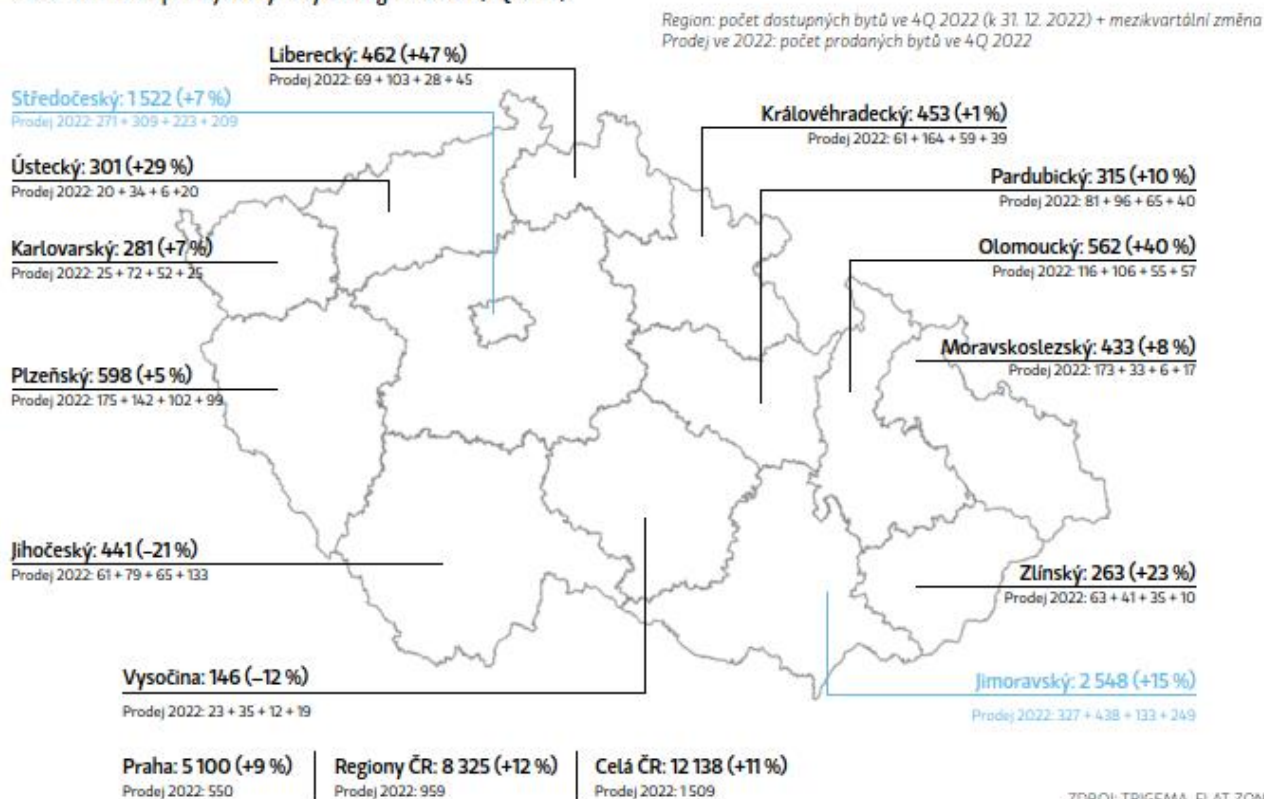 Region: počet dostupných bytů ve 4Q 2022 (k 31. 12. 2022) + mezikvartální změna
Prodej ve 2022: počet prodaných bytů ve 4Q 2022
Liberecký: 462 (+47 %)
Prodej 2022: 69 + 103 + 28 + 45
Středočeský: 1 522 (+7 %)
Prodej 2022: 271 + 309 + 223 + 209
Královéhradecký: 453 (+1 %)
Prodej 2022: 61 + 164 + 59 + 39
Ústecký: 301 (+29 %)
Prodej 2022: 20 + 34 + 6 +20
Pardubický: 315 (+10 %)
Prodej 2022: 81 + 96 + 65 + 40
Karlovarský: 281 (+7 %)
Prodej 2022: 25 + 72 + 52 + 25
Olomoucký: 562 (+40 %)
Prodej 2022: 116 + 106 + 55 + 57
Moravskoslezský: 433 (+8 %)
Prodej 2022: 173 + 33 + 6 + 17
Plzeňský: 598 (+5 %)
Prodej 2022: 175 + 142 + 102 + 99
Jihočeský: 441 (–21 %)
Prodej 2022: 61 + 79 + 65 + 133
Zlínský: 263 (+23 %)
Prodej 2022: 63 + 41 + 35 + 10
Vysočina: 146 (–12 %)
Prodej 2022: 23 + 35 + 12 + 19
Jimoravský: 2 548 (+15 %)
Prodej 2022: 327 + 438 + 133 + 249
Praha: 5 100 (+9 %)
Prodej 2022: 550
Regiony ČR: 8 325 (+12 %)
Prodej 2022: 959
Celá ČR: 12 138 (+11 %)
Prodej 2022: 1 509